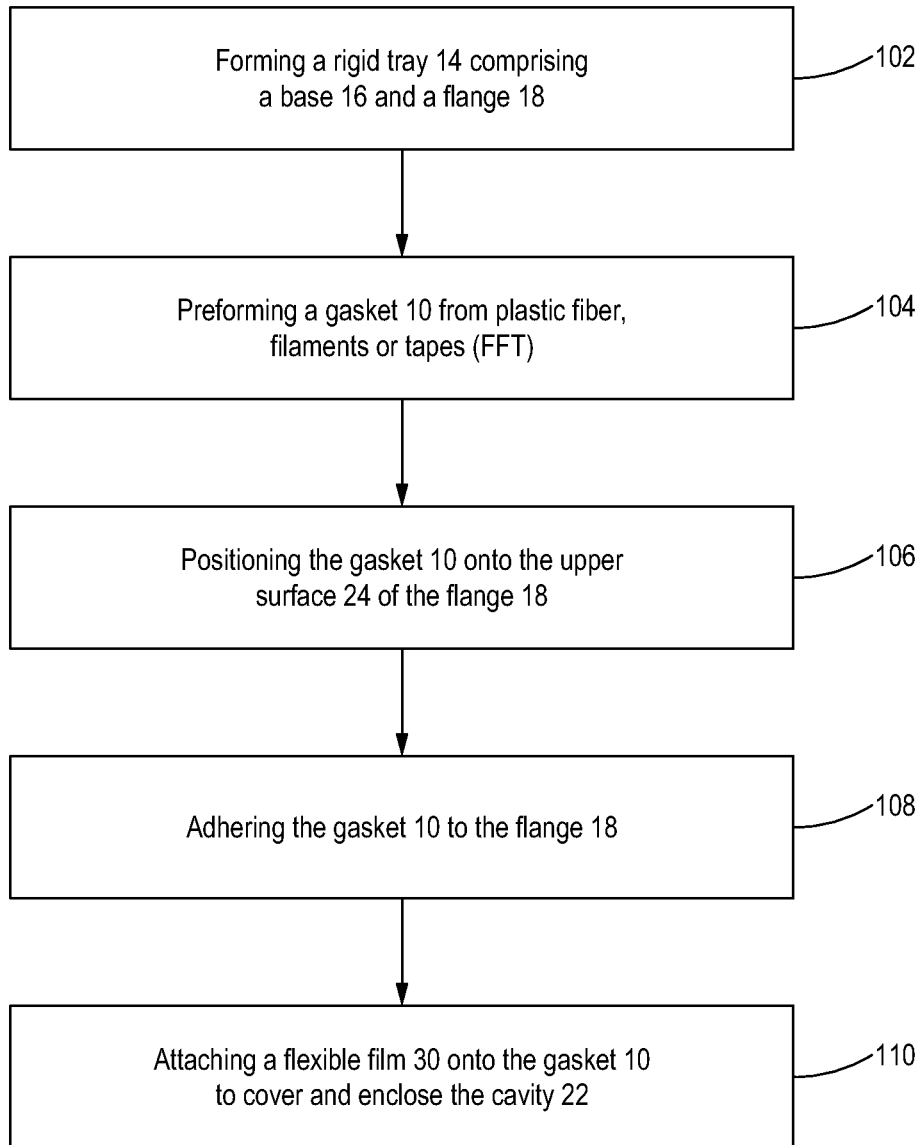 Forming a rigid tray 14 comprising
a base 16 and a flange 18
102
Preforming a gasket 10 from plastic fiber,
filaments or tapes (FFT)
104
Positioning the gasket 10 onto the upper
surface 24 of the flange 18
106
Adhering the gasket 10 to the flange 18
108
Attaching a flexible film 30 onto the gasket 10
to cover and enclose the cavity 22
110